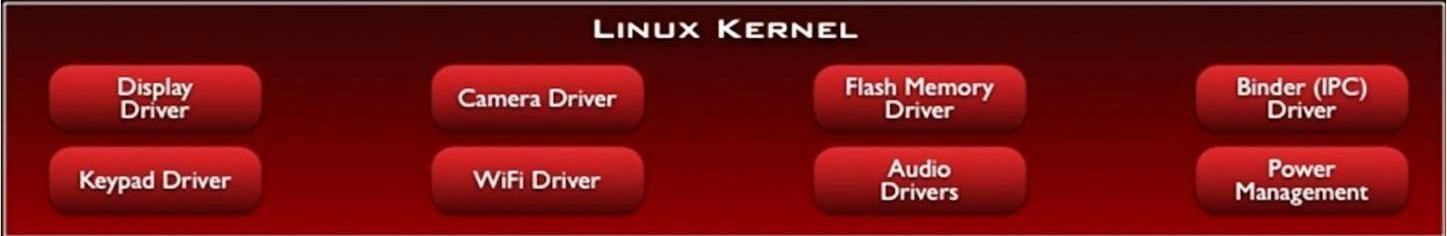 LINUX KERNEL
Display
Driver
Camera Driver
Flash Memory
Driver
Binder (IPC)
Driver
Keypad Driver
WiFi Driver
Audio
Drivers
Power
Management